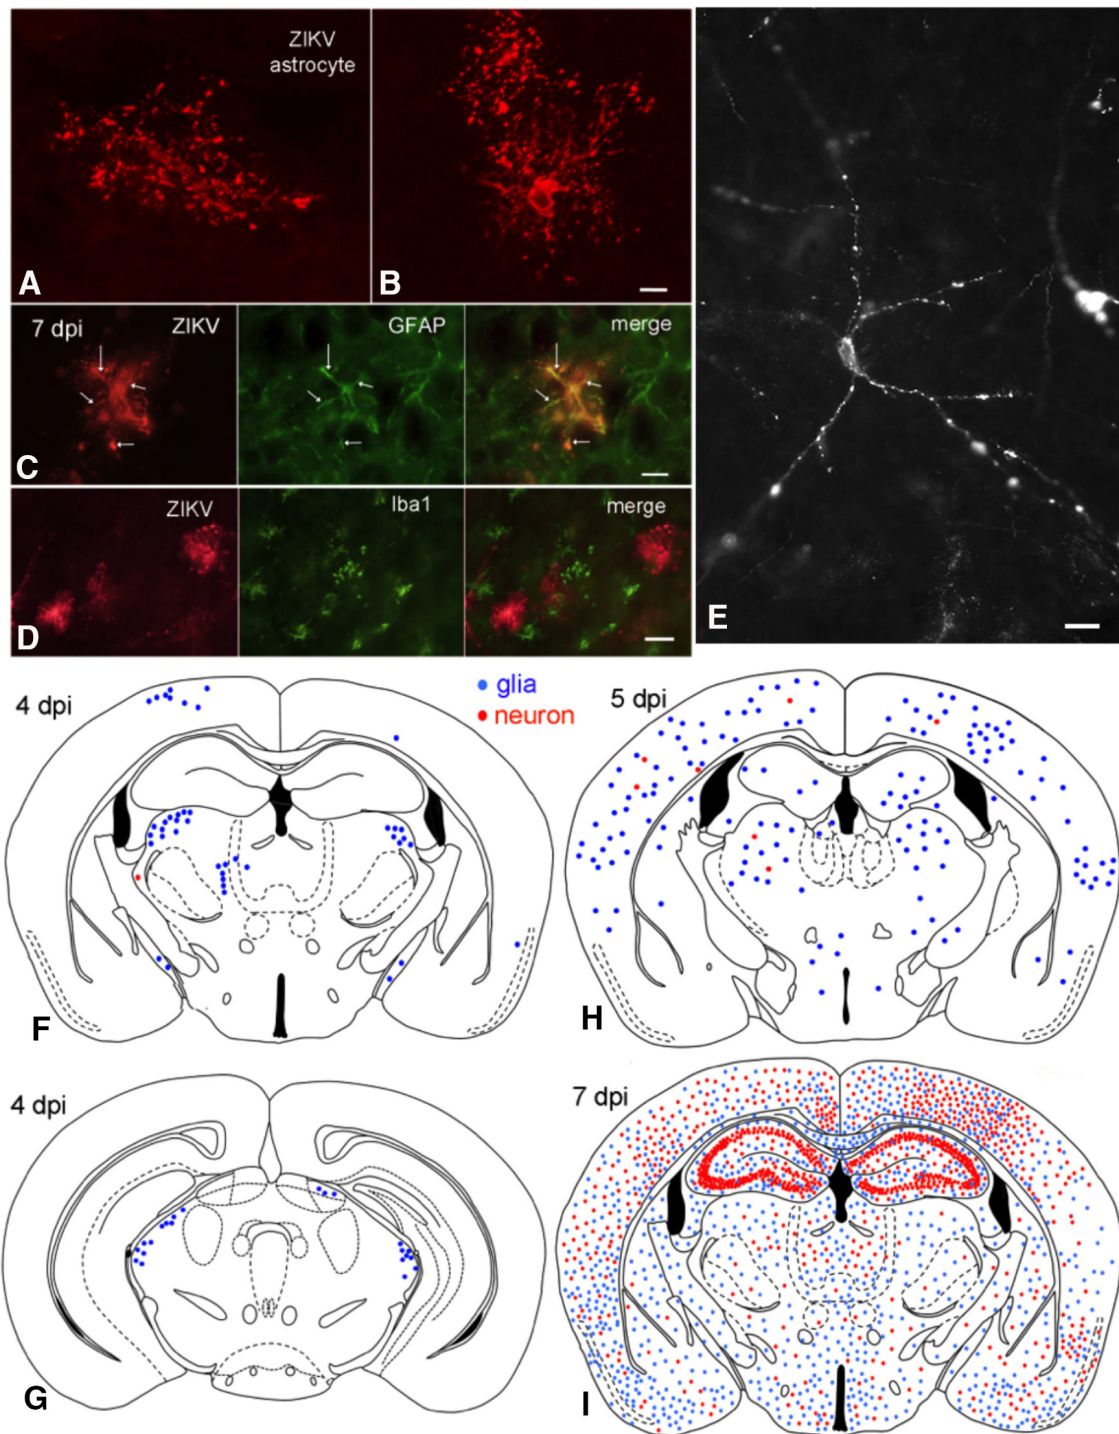 ZIKV
astrocyte
A
B
7 dpi
ZIKV
GFAP
merge
C
ZIKV
Iba1
merge
D
E
4 dpi
glia
neuron
5 dpi
F
H
4 dpi
7 dpi
G
I